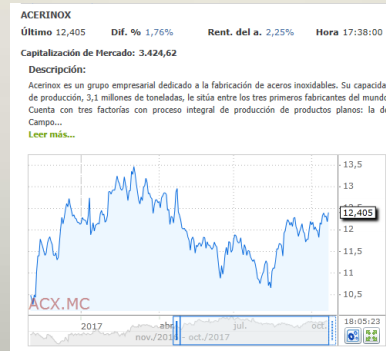 ACERINOX
Último 12,405 Dif. % 1,76% Rent. del a. 2,25% Hora 17:38:00
Capitalización de Mercado: 3.424,62
Descripción:
Acerinox es un grupo empresarial dedicado a la fabricación de aceros inoxidables. Su capacida
de producción, 3,1 millones de toneladas, le sitúa entre los tres primeros fabricantes del mundo
Cuenta con tres factorías con proceso integral de producción de productos planos: la de
Campo...
Leer más...
13,5
13
12,405
12
11,5
11
10,5
ACX.MC
2017 abr. jul. oct.
nov./2016 - oct./2017
18:05:23